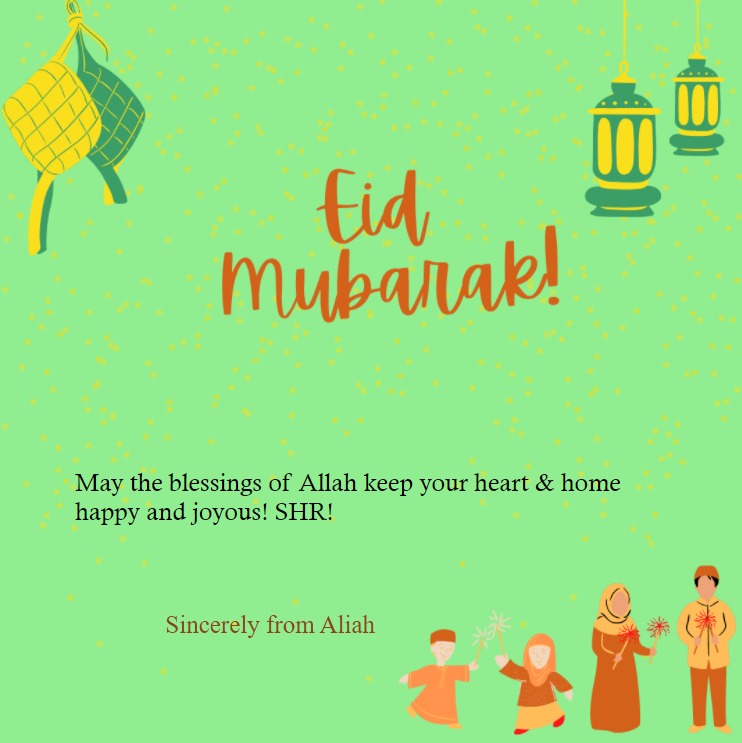 Eid
Mubarak!
May the blessings of Allah keep your heart & home
happy and joyous! SHR!
Sincerely from Aliah